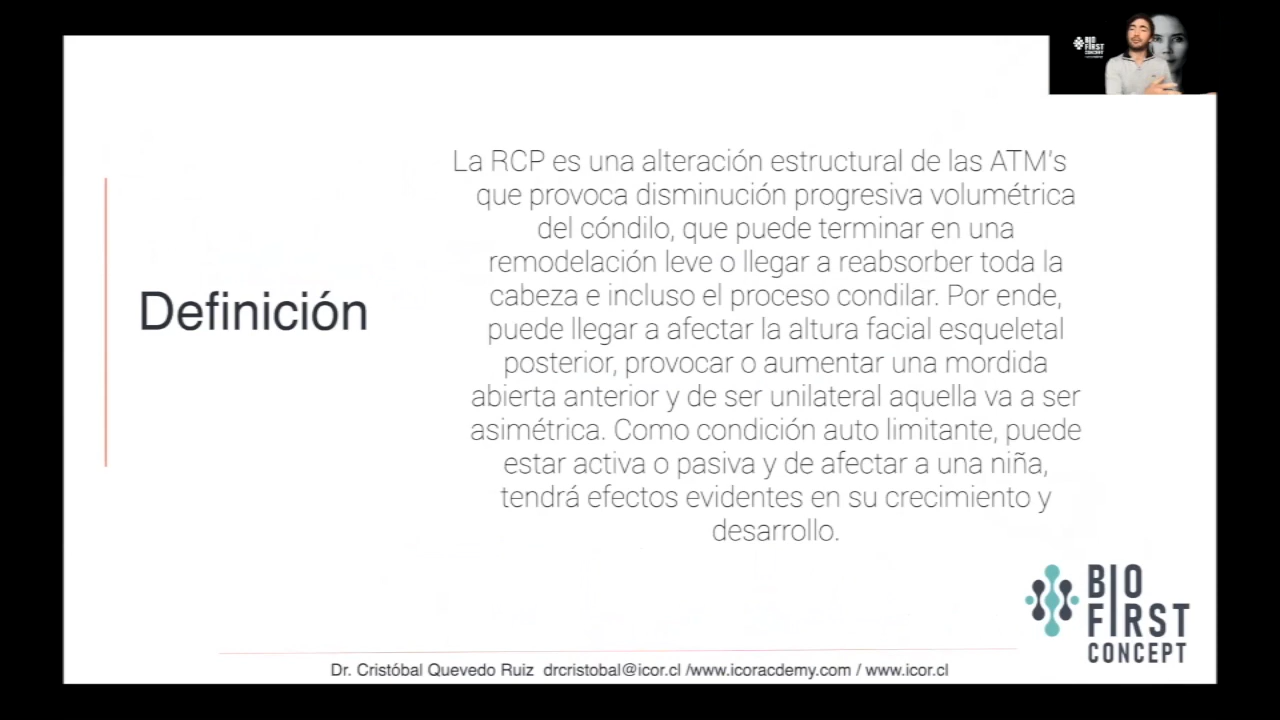 BIO
FIRST
CONCEPT
La RCP es una alteración estructural de las ATM's
que provoca disminución progresiva volumétrica
del cóndilo, que puede terminar en una
remodelación leve o llegar a reabsorber toda la
cabeza e incluso el proceso condilar. Por ende,
puede llegar a afectar la altura facial esqueletal
posterior, provocar o aumentar una mordida
abierta anterior y de ser unilateral aquella va a ser
asimétrica. Como condición auto limitante, puede
estar activa o pasiva y de afectar a una niña,
tendrá efectos evidentes en su crecimiento y
desarrollo.
Definición
BIO
FIRST
CONCEPT
Dr. Cristóbal Quevedo Ruiz drcristobal@icor.cl /www.icoracdemy.com / www.icor.cl